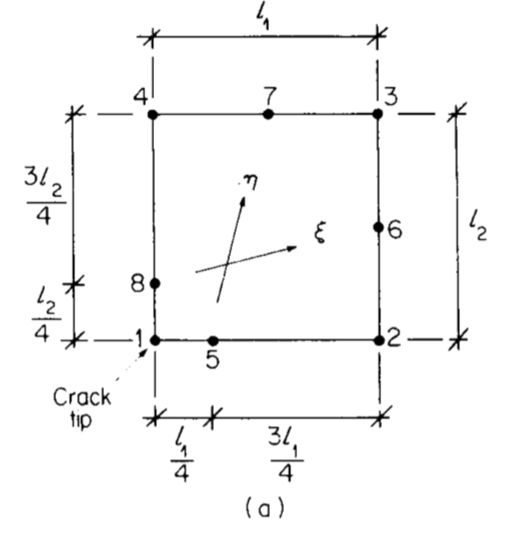 l₁
4 7 3
η
3l₂/4
ξ
6
l₂
8
l₂/4
1 5 2
Crack
tip
l₁/4 3l₁/4
(a)